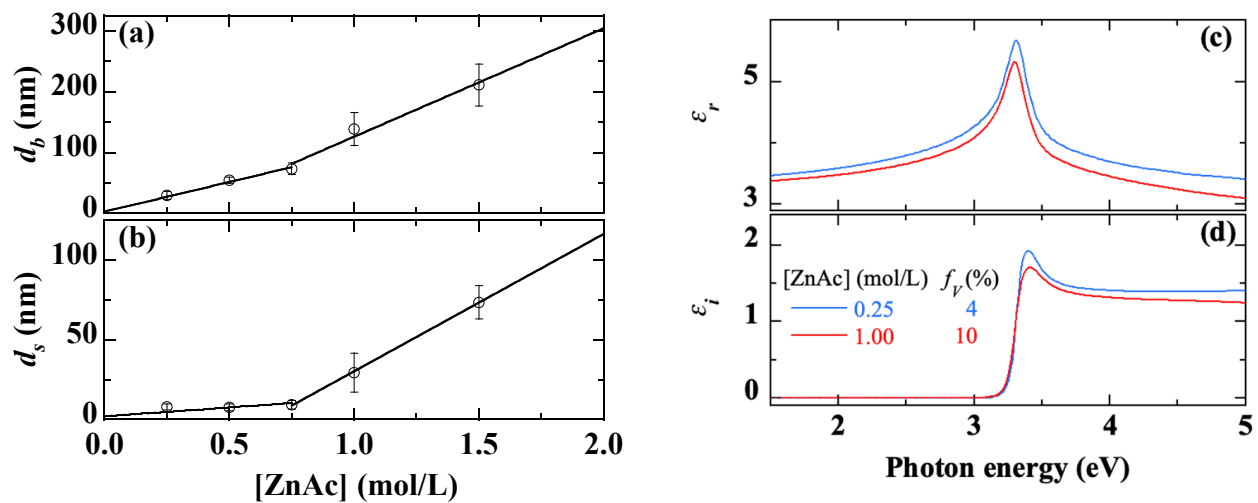 (a)
300
200
100
0
d_b (nm)
(b)
100
50
0
d_s (nm)
0.0 0.5 1.0 1.5 2.0
[ZnAc] (mol/L)
(c)
5
3
ε_r
(d)
2
1
0
ε_i
[ZnAc] (mol/L) f_V(%)
0.25 4
1.00 10
2 3 4 5
Photon energy (eV)